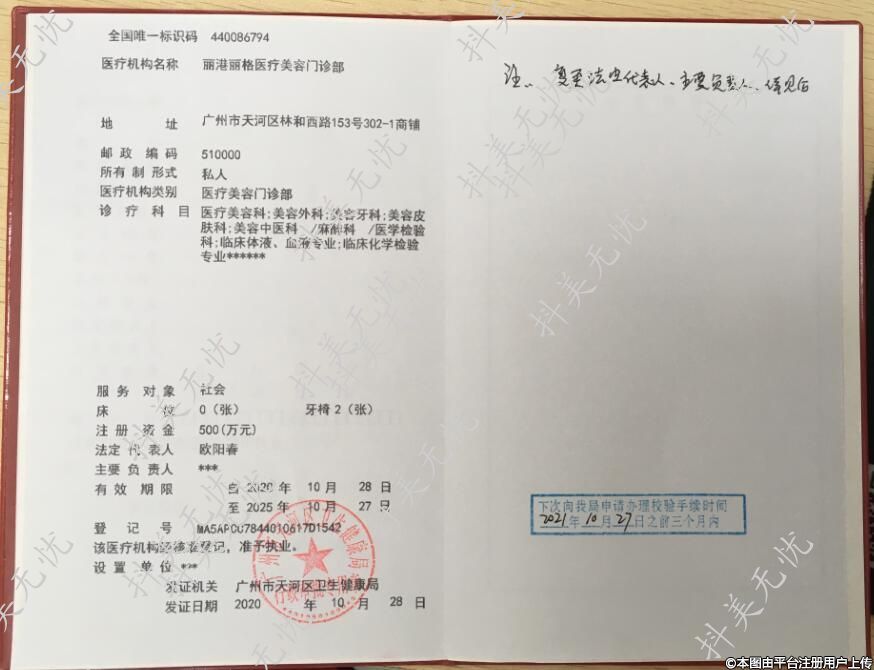 全国唯一标识码 440086794
医疗机构名称 丽港丽格医疗美容门诊部
地 址 广州市天河区林和西路153号302-1商铺
邮政编码 510000
所有制形式 私人
医疗机构类别 医疗美容门诊部
诊疗科目 医疗美容科;美容外科;美容牙科;美容皮
肤科;美容中医科 /麻醉科 /医学检验
科;临床体液、血液专业;临床化学检验
专业******
服务对象 社会
床 位 0(张) 牙椅2(张)
注册资金 500(万元)
法定代表人 欧阳春
主要负责人 ***
有效期限 自 2020 年 10 月 28 日
至 2025 年 10 月 27 日
登记号 MA5APCU7844010617D1542
该医疗机构经核准登记，准予执业。
设置单位 ***
发证机关 广州市天河区卫生健康局
发证日期 2020 年 10 月 28 日
注： 变更法定代表人、主要负责人、详见后
下次向我局申请办理校验手续时间
2021年10月27日之前三个月内
抖美无忧
©本图由平台注册用户上传